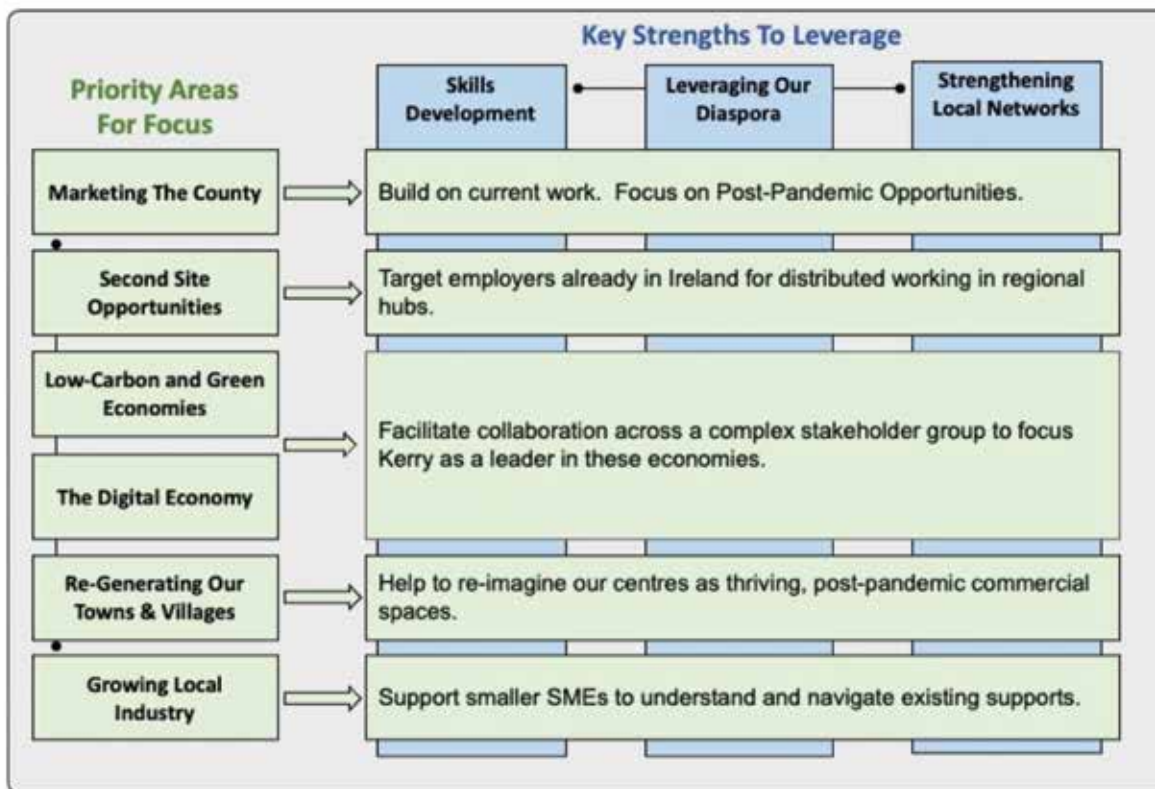 Key Strengths To Leverage
Priority Areas
For Focus
Skills
Development
Leveraging Our
Diaspora
Strengthening
Local Networks
Marketing The County
Build on current work.  Focus on Post-Pandemic Opportunities.
Second Site
Opportunities
Target employers already in Ireland for distributed working in regional
hubs.
Low-Carbon and Green
Economies
The Digital Economy
Facilitate collaboration across a complex stakeholder group to focus
Kerry as a leader in these economies.
Re-Generating Our
Towns & Villages
Help to re-imagine our centres as thriving, post-pandemic commercial
spaces.
Growing Local
Industry
Support smaller SMEs to understand and navigate existing supports.